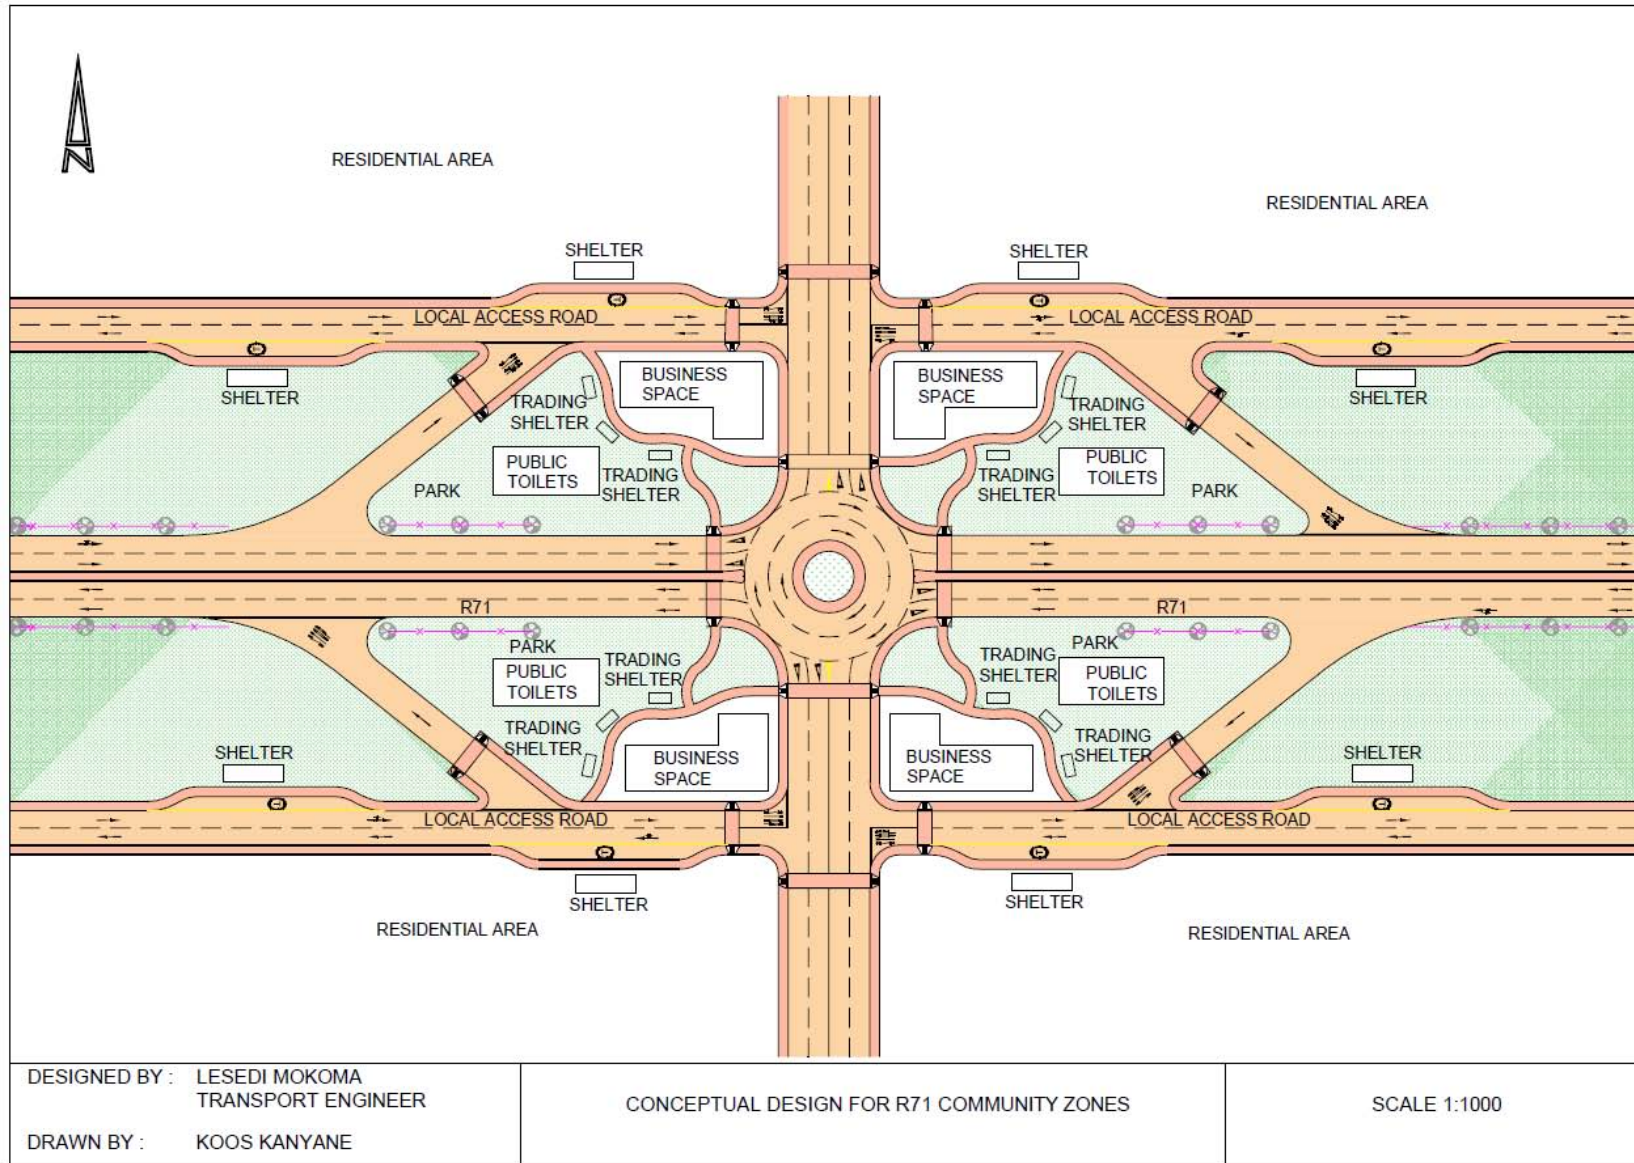 RESIDENTIAL AREA
RESIDENTIAL AREA
SHELTER
SHELTER
LOCAL ACCESS ROAD
LOCAL ACCESS ROAD
SHELTER
SHELTER
BUSINESS
SPACE
BUSINESS
SPACE
TRADING
SHELTER
TRADING
SHELTER
PUBLIC
TOILETS
PUBLIC
TOILETS
TRADING
SHELTER
TRADING
SHELTER
PARK
PARK
R71
R71
PARK
PARK
TRADING
SHELTER
TRADING
SHELTER
PUBLIC
TOILETS
PUBLIC
TOILETS
TRADING
SHELTER
TRADING
SHELTER
SHELTER
SHELTER
BUSINESS
SPACE
BUSINESS
SPACE
LOCAL ACCESS ROAD
LOCAL ACCESS ROAD
SHELTER
SHELTER
RESIDENTIAL AREA
RESIDENTIAL AREA
N
DESIGNED BY : LESEDI MOKOMA
TRANSPORT ENGINEER
DRAWN BY : KOOS KANYANE
CONCEPTUAL DESIGN FOR R71 COMMUNITY ZONES
SCALE 1:1000